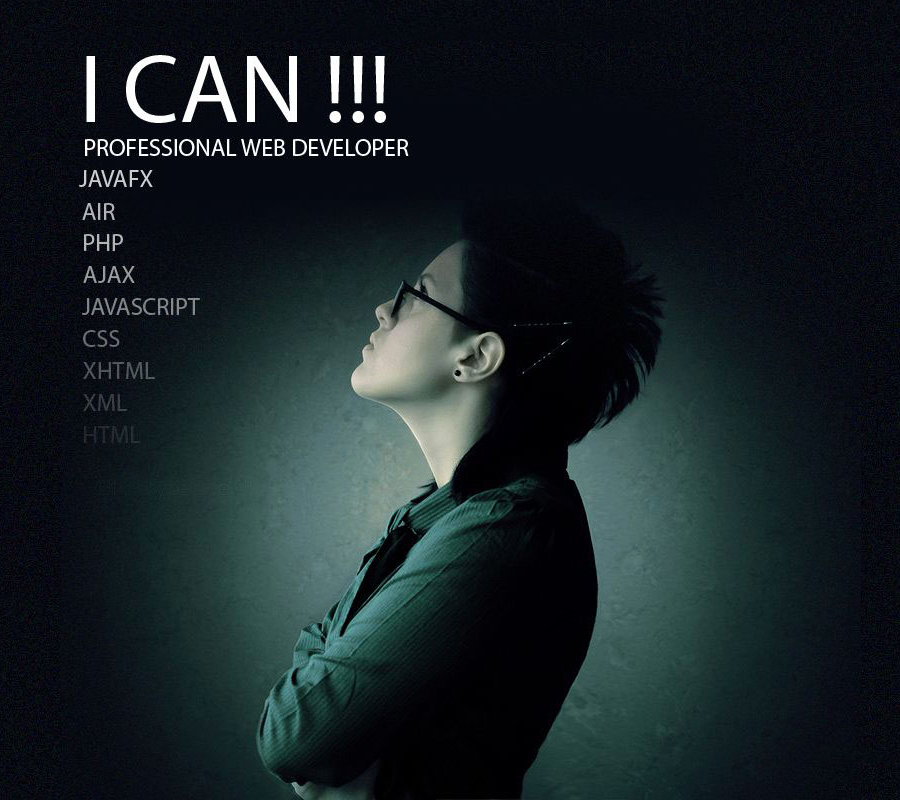 I CAN !!!
PROFESSIONAL WEB DEVELOPER
JAVAFX
AIR
PHP
AJAX
JAVASCRIPT
CSS
XHTML
XML
HTML